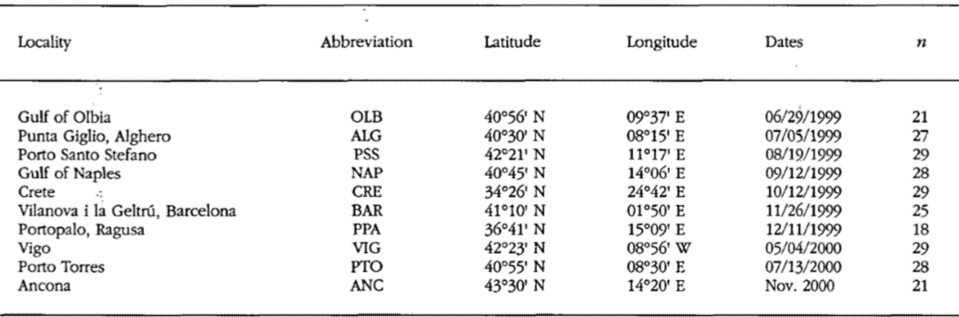 Locality Abbreviation Latitude Longitude Dates n
Gulf of Olbia OLB 40°56' N 09°37' E 06/29/1999 21
Punta Giglio, Alghero ALG 40°30' N 08°15' E 07/05/1999 27
Porto Santo Stefano PSS 42°21' N 11°17' E 08/19/1999 29
Gulf of Naples NAP 40°45' N 14°06' E 09/12/1999 28
Crete CRE 34°26' N 24°42' E 10/12/1999 29
Vilanova i la Geltrú, Barcelona BAR 41°10' N 01°50' E 11/26/1999 25
Portopalo, Ragusa PPA 36°41' N 15°09' E 12/11/1999 18
Vigo VIG 42°23' N 08°56' W 05/04/2000 29
Porto Torres PTO 40°55' N 08°30' E 07/13/2000 28
Ancona ANC 43°30' N 14°20' E Nov. 2000 21